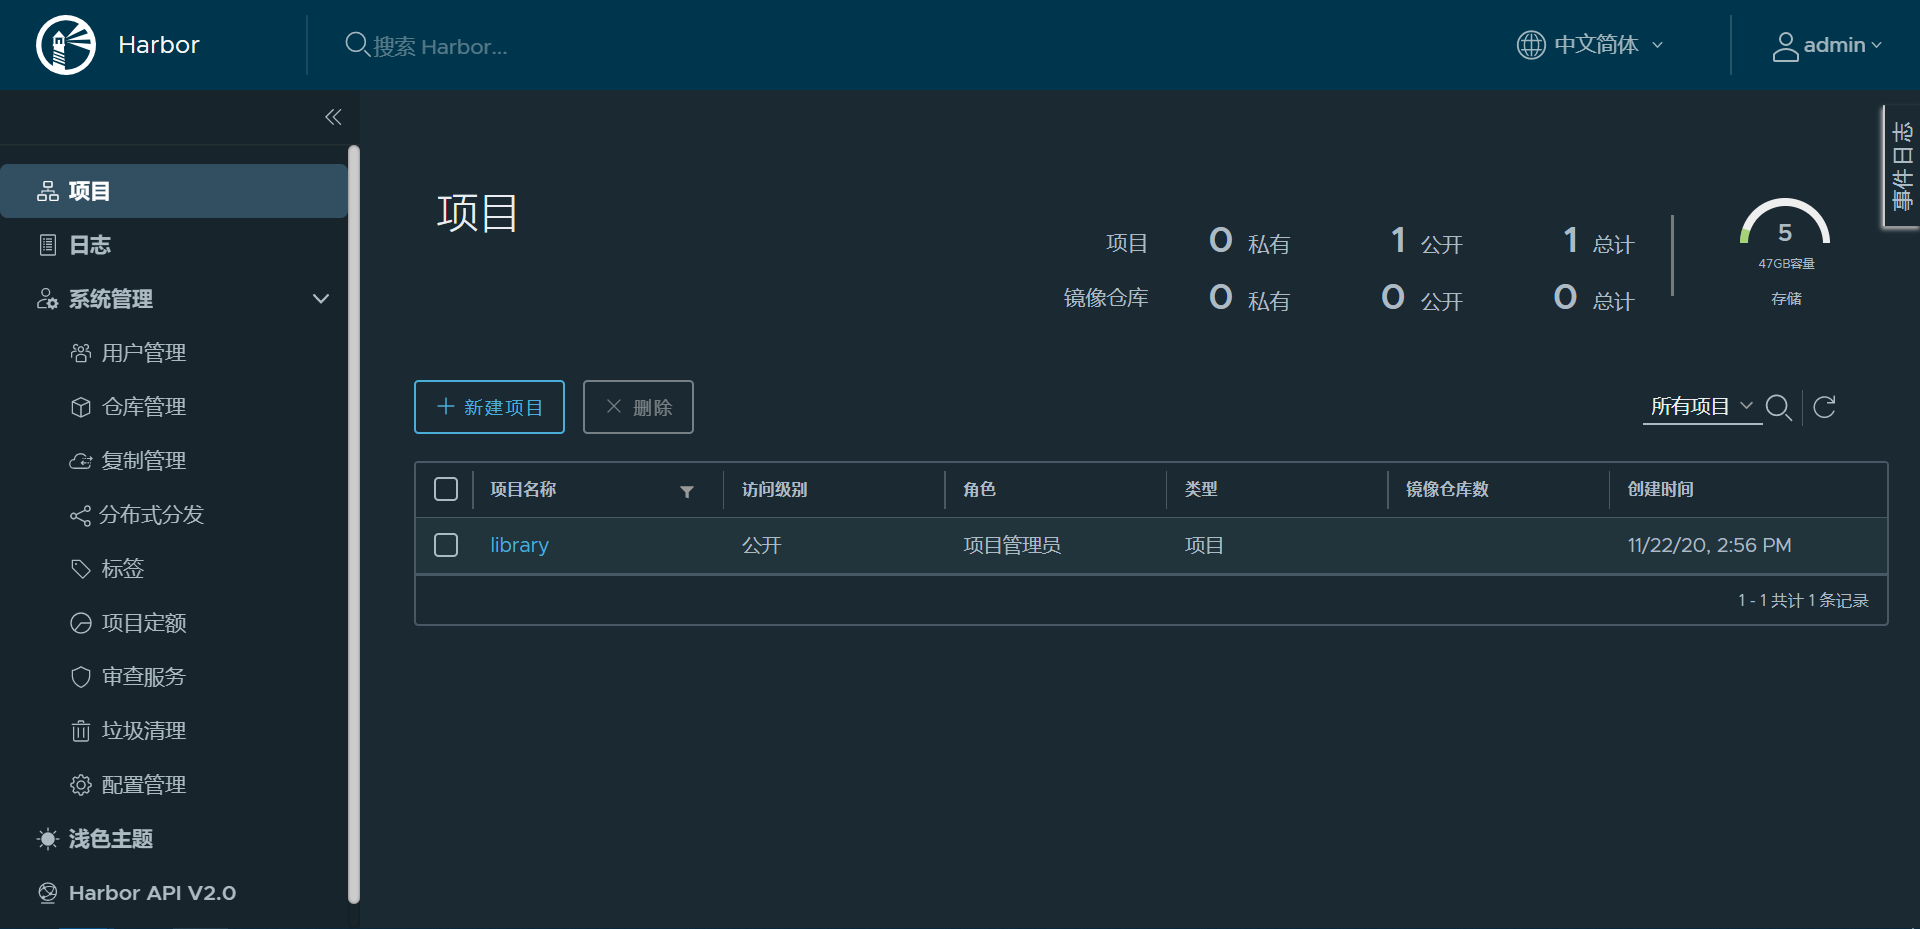 Harbor
搜索 Harbor...
中文简体
admin
事件日志
项目
日志
系统管理
用户管理
仓库管理
复制管理
分布式分发
标签
项目定额
审查服务
垃圾清理
配置管理
浅色主题
Harbor API V2.0
项目
项目 0 私有 1 公开 1 总计
镜像仓库 0 私有 0 公开 0 总计
5
47GB容量
存储
新建项目 删除
所有项目
项目名称 访问级别 角色 类型 镜像仓库数 创建时间
library 公开 项目管理员 项目 11/22/20, 2:56 PM
1 - 1 共计 1 条记录